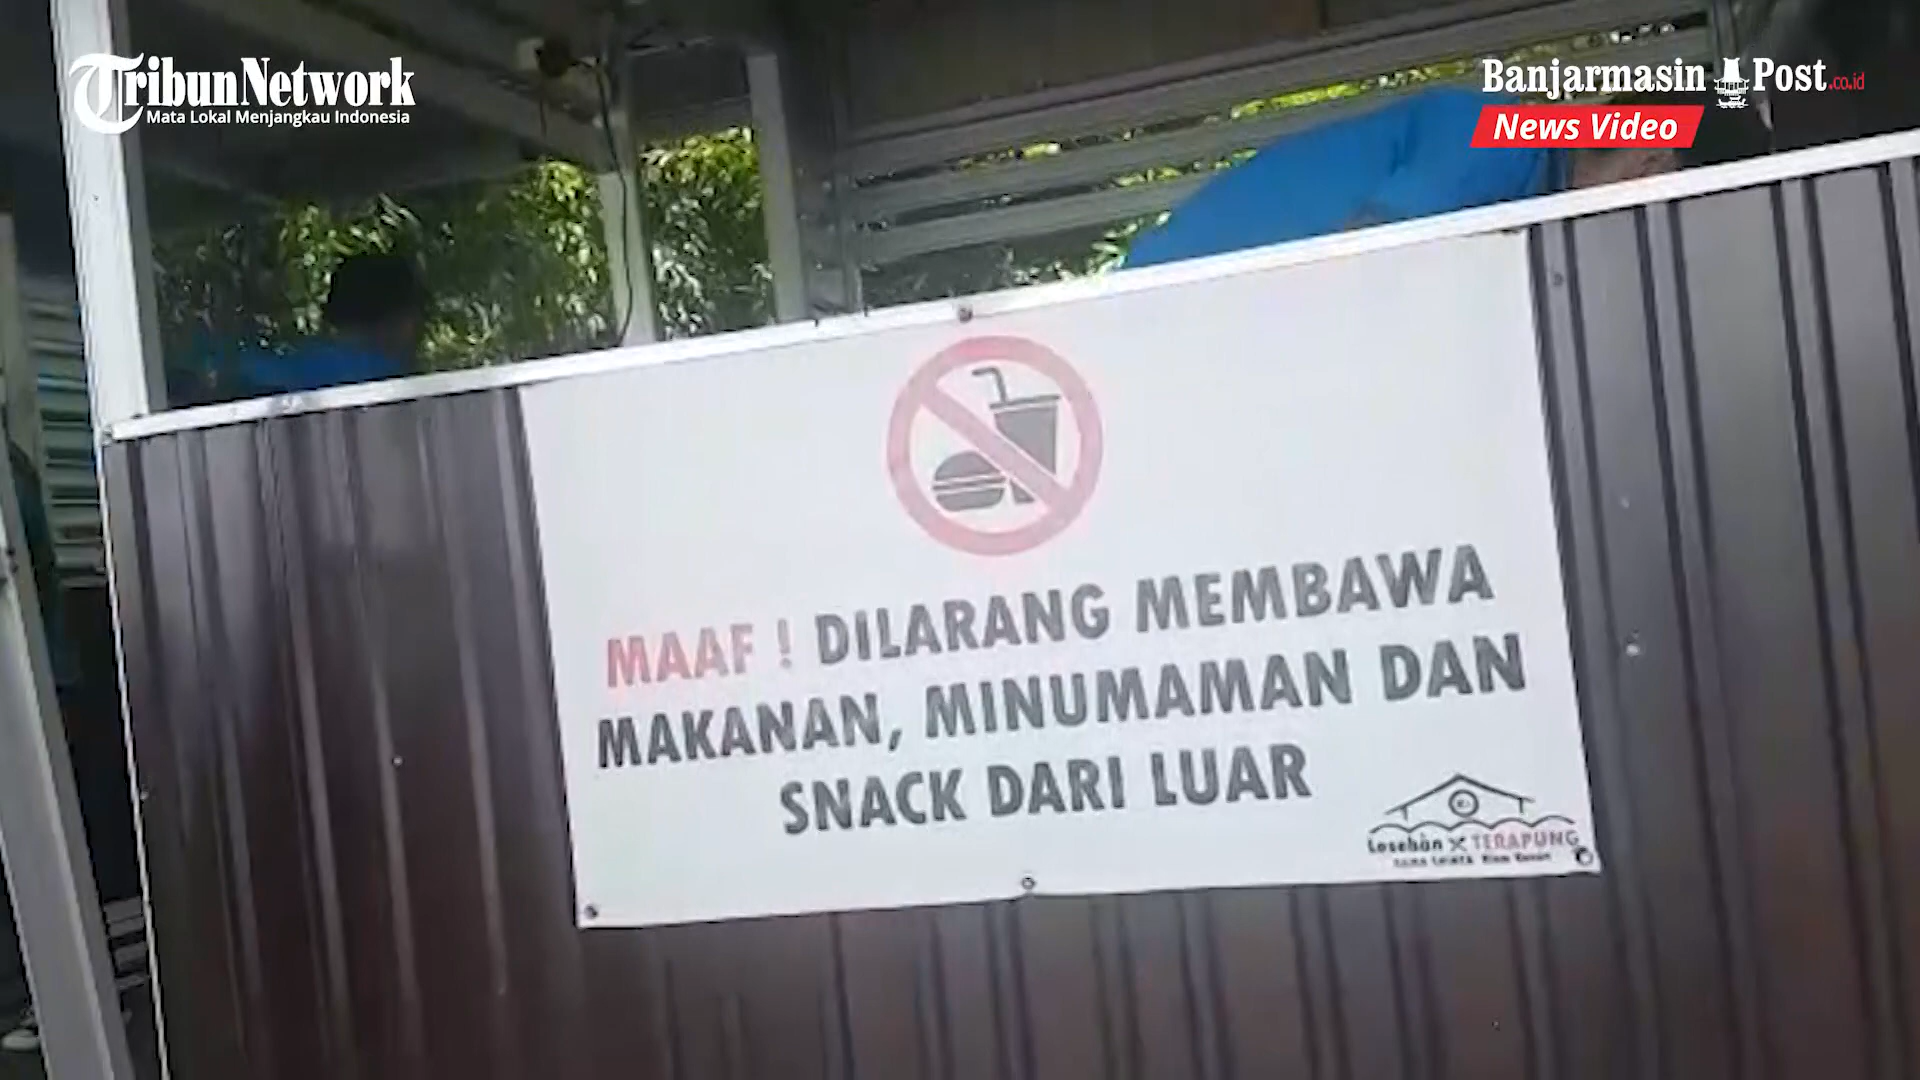 TribunNetwork
Mata Lokal Menjangkau Indonesia
Banjarmasin Post.co.id
News Video
MAAF ! DILARANG MEMBAWA
MAKANAN, MINUMAMAN DAN
SNACK DARI LUAR
Lesehan X TERAPUNG